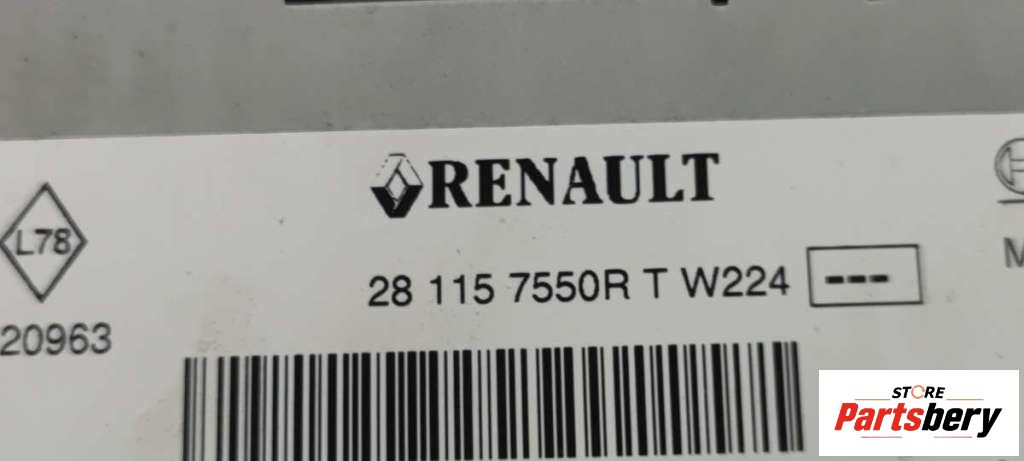 RENAULT
L78
28 115 7550R T W224 ---
20963
STORE
Partsbery